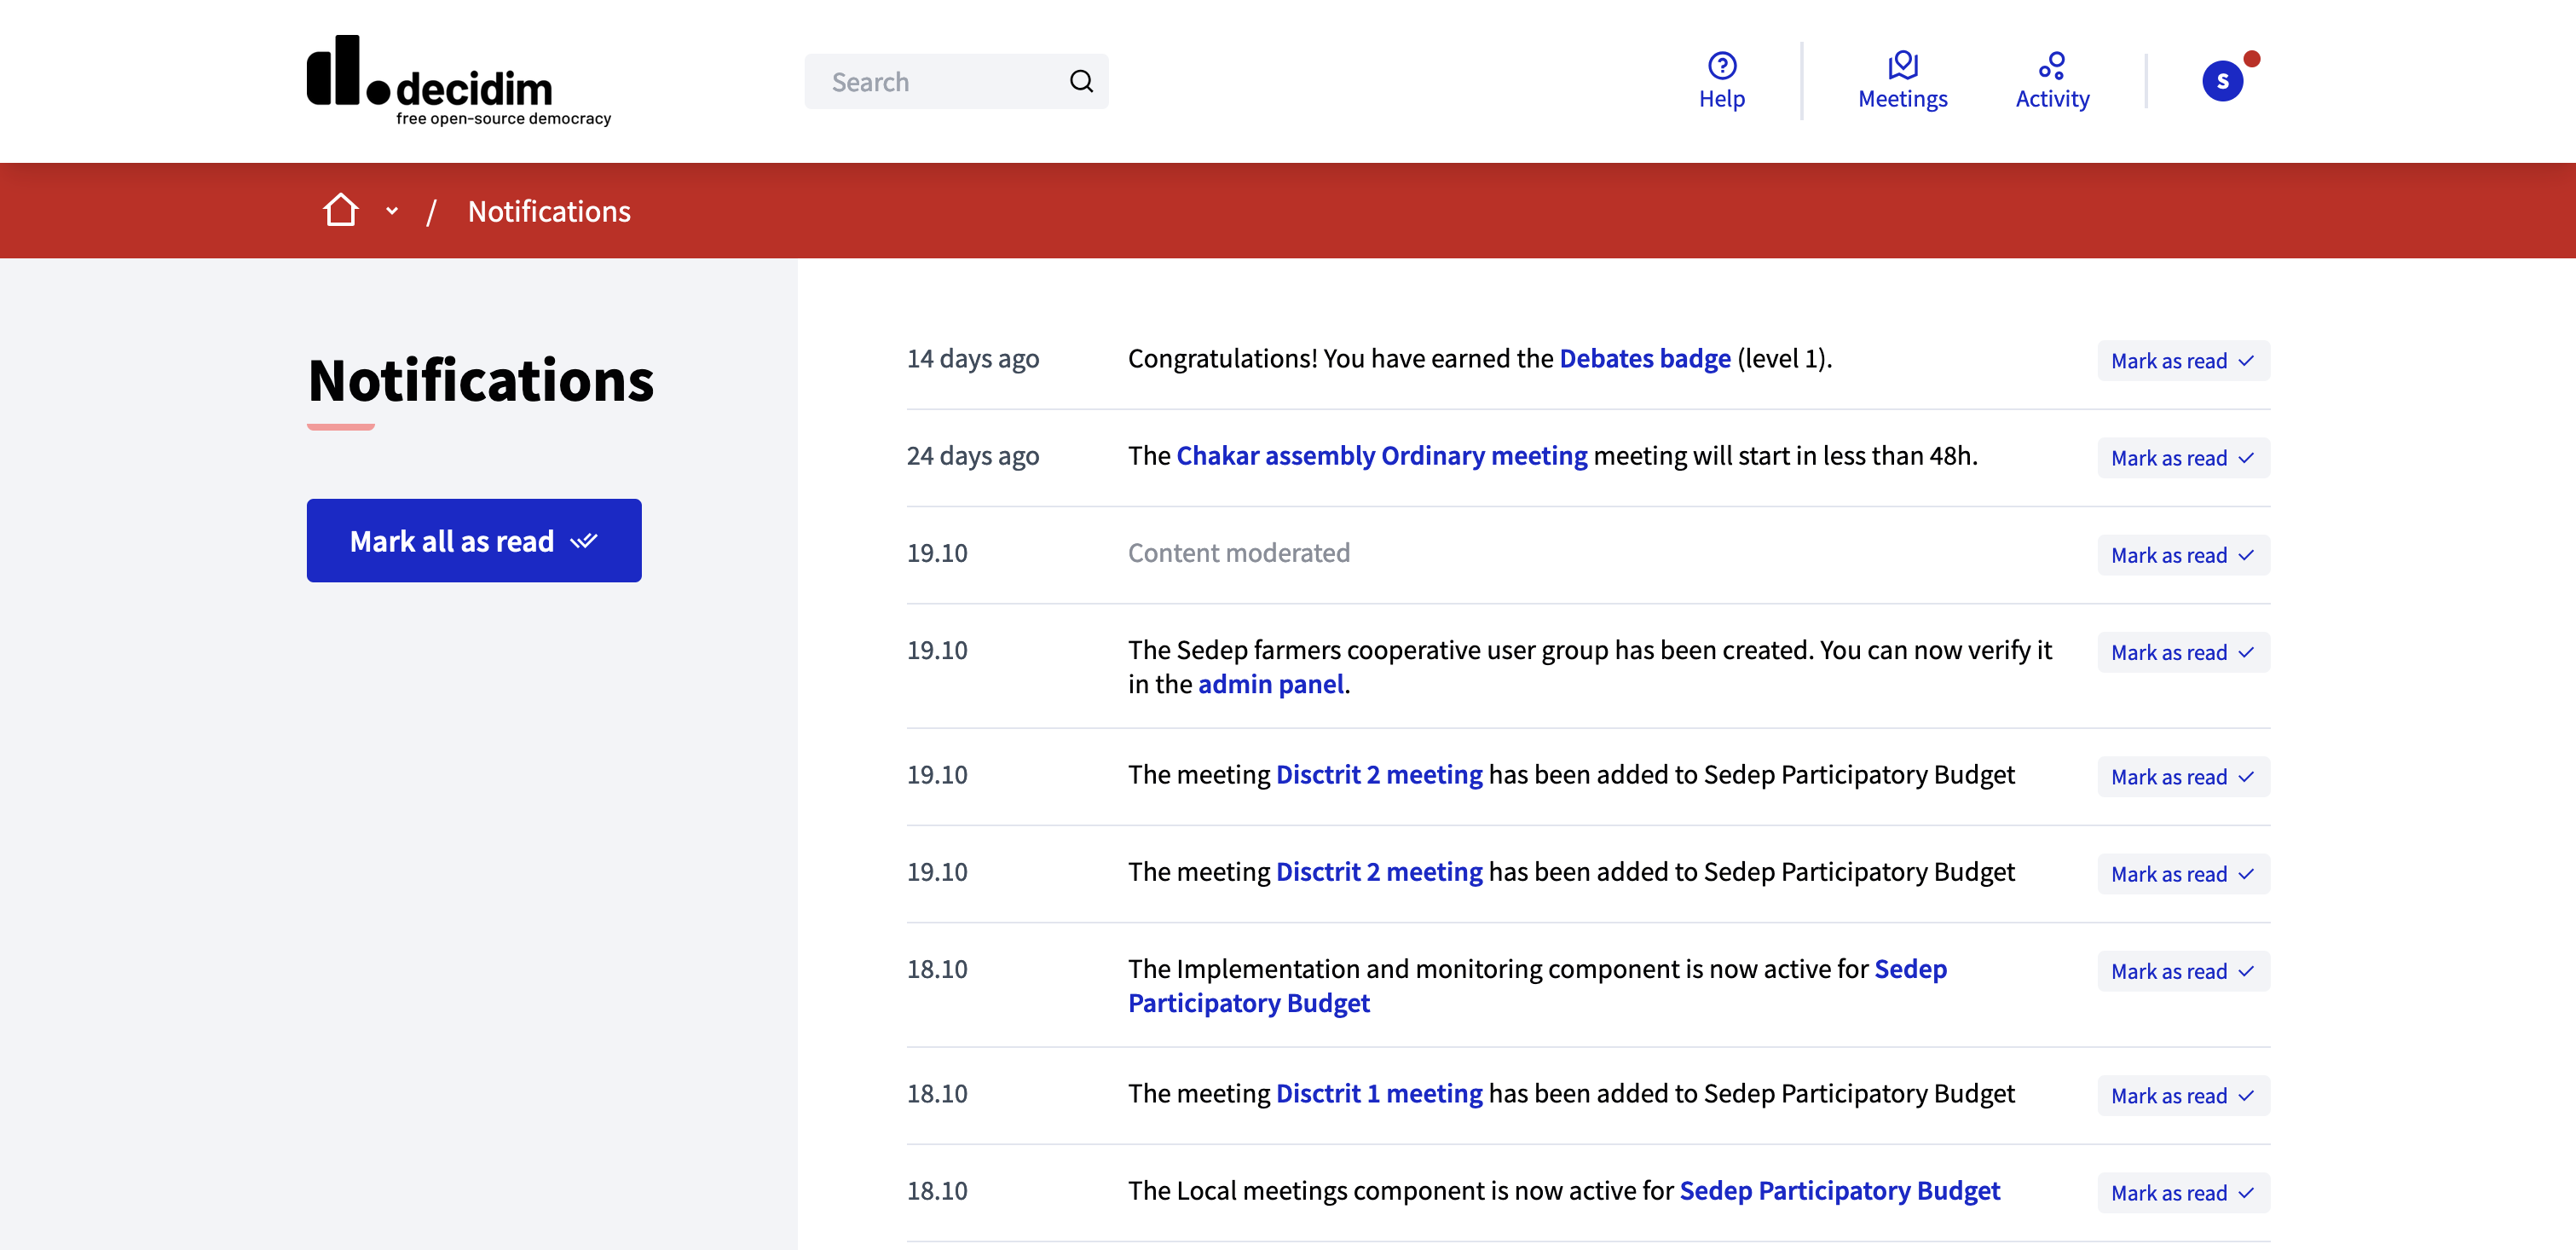 decidim
free open-source democracy
Search
Help
Meetings
Activity
S
/ Notifications
Notifications
Mark all as read
14 days ago Congratulations! You have earned the Debates badge (level 1). Mark as read
24 days ago The Chakar assembly Ordinary meeting meeting will start in less than 48h. Mark as read
19.10 Content moderated Mark as read
19.10 The Sedep farmers cooperative user group has been created. You can now verify it Mark as read
in the admin panel.
19.10 The meeting Disctrit 2 meeting has been added to Sedep Participatory Budget Mark as read
19.10 The meeting Disctrit 2 meeting has been added to Sedep Participatory Budget Mark as read
18.10 The Implementation and monitoring component is now active for Sedep Mark as read
Participatory Budget
18.10 The meeting Disctrit 1 meeting has been added to Sedep Participatory Budget Mark as read
18.10 The Local meetings component is now active for Sedep Participatory Budget Mark as read